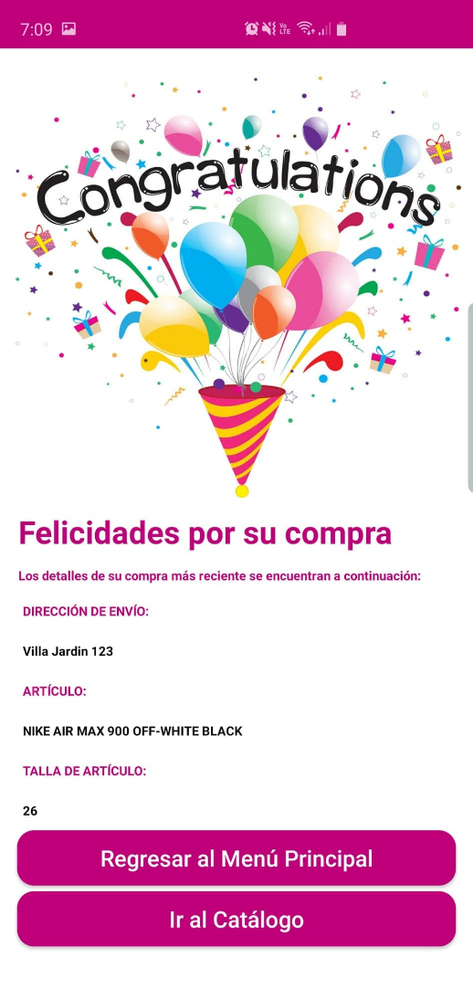 7:09
Vo
LTE
Congratulations
Felicidades por su compra
Los detalles de su compra más reciente se encuentran a continuación:
DIRECCIÓN DE ENVÍO:
Villa Jardin 123
ARTÍCULO:
NIKE AIR MAX 900 OFF-WHITE BLACK
TALLA DE ARTÍCULO:
26
Regresar al Menú Principal
Ir al Catálogo